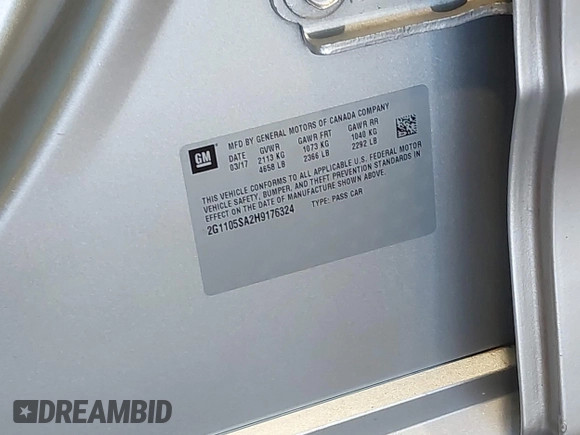 GM
MFD BY GENERAL MOTORS OF CANADA COMPANY
DATE GVWR GAWR FRT GAWR RR
03/17 2113 KG 1073 KG 1040 KG
4658 LB 2366 LB 2292 LB
THIS VEHICLE CONFORMS TO ALL APPLICABLE U.S. FEDERAL MOTOR
VEHICLE SAFETY, BUMPER, AND THEFT PREVENTION STANDARDS IN
EFFECT ON THE DATE OF MANUFACTURE SHOWN ABOVE.
2G1105SA2H9176324 TYPE: PASS CAR
DREAMBID